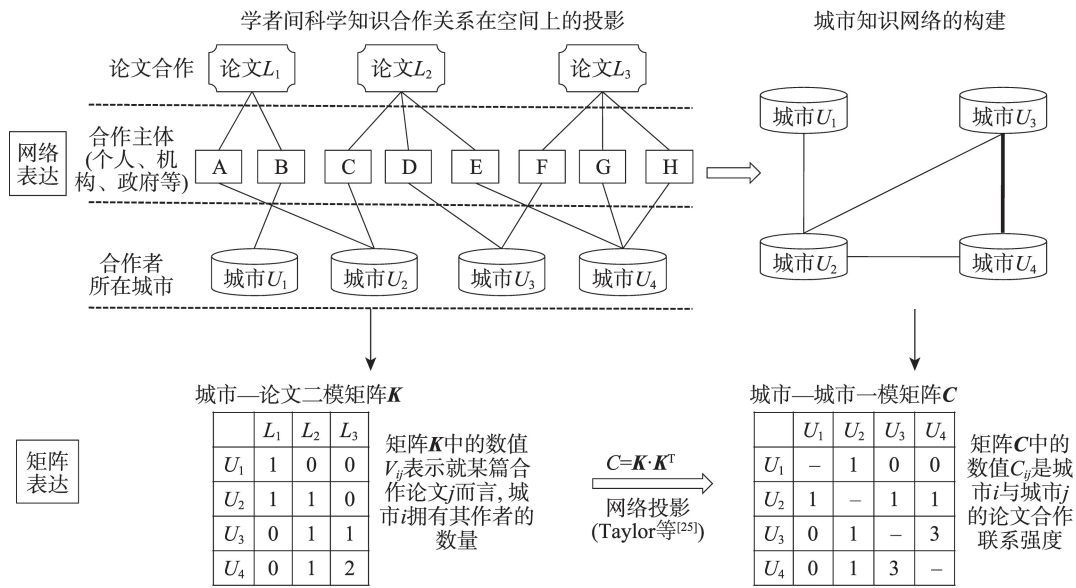 学者间科学知识合作关系在空间上的投影
城市知识网络的构建
论文合作
论文L₁
论文L₂
论文L₃
网络
表达
合作主体
(个人、机
构、政府等)
A
B
C
D
E
F
G
H
合作者
所在城市
城市U₁
城市U₂
城市U₃
城市U₄
城市U₁
城市U₃
城市U₂
城市U₄
矩阵
表达
城市—论文二模矩阵K
L₁ L₂ L₃
U₁ 1 0 0
U₂ 1 1 0
U₃ 0 1 1
U₄ 0 1 2
矩阵K中的数值
Vij表示就某篇合
作论文j而言,城
市i拥有其作者的
数量
C=K·Kᵀ
网络投影
(Taylor等[25])
城市—城市一模矩阵C
U₁ U₂ U₃ U₄
U₁ – 1 0 0
U₂ 1 – 1 1
U₃ 0 1 – 3
U₄ 0 1 3 –
矩阵C中的
数值Cij是城
市i与城市j
的论文合作
联系强度